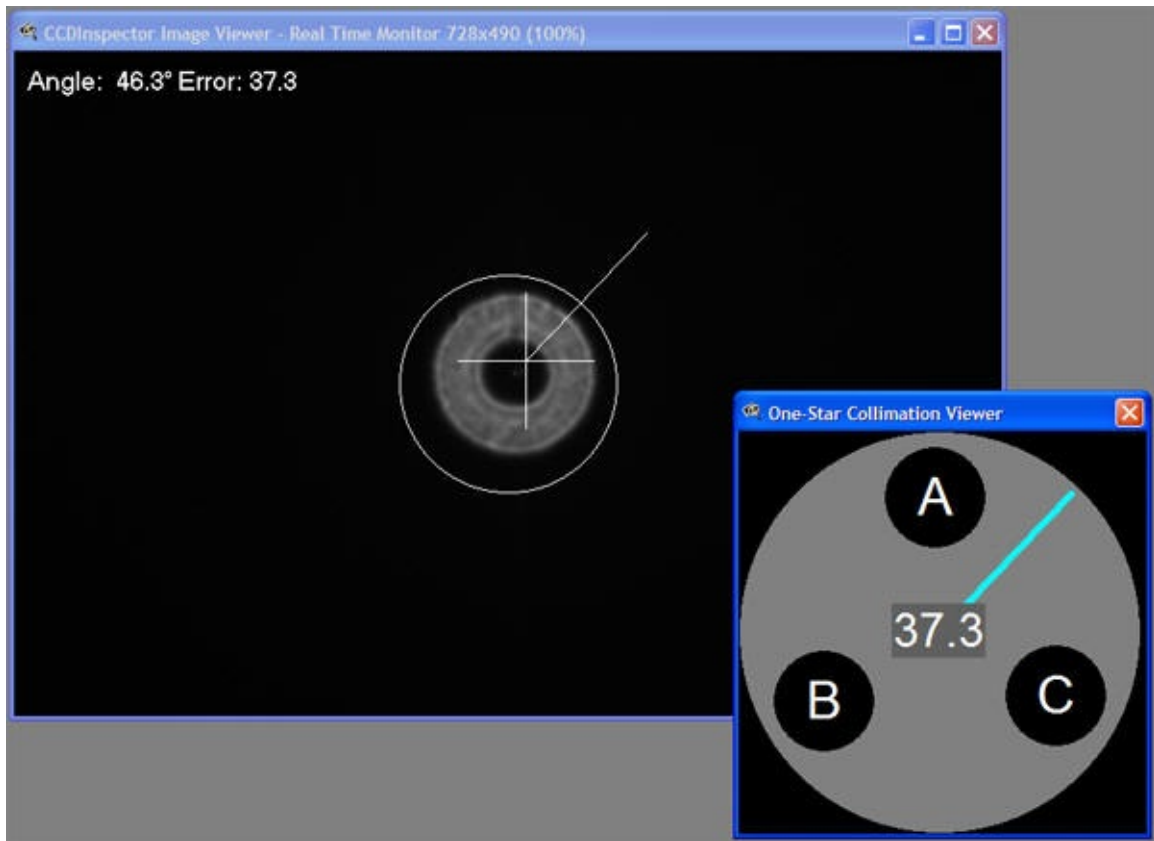 CCDInspector Image Viewer - Real Time Monitor 728x490 (100%)
Angle: 46.3° Error: 37.3
One-Star Collimation Viewer
A
37.3
B
C